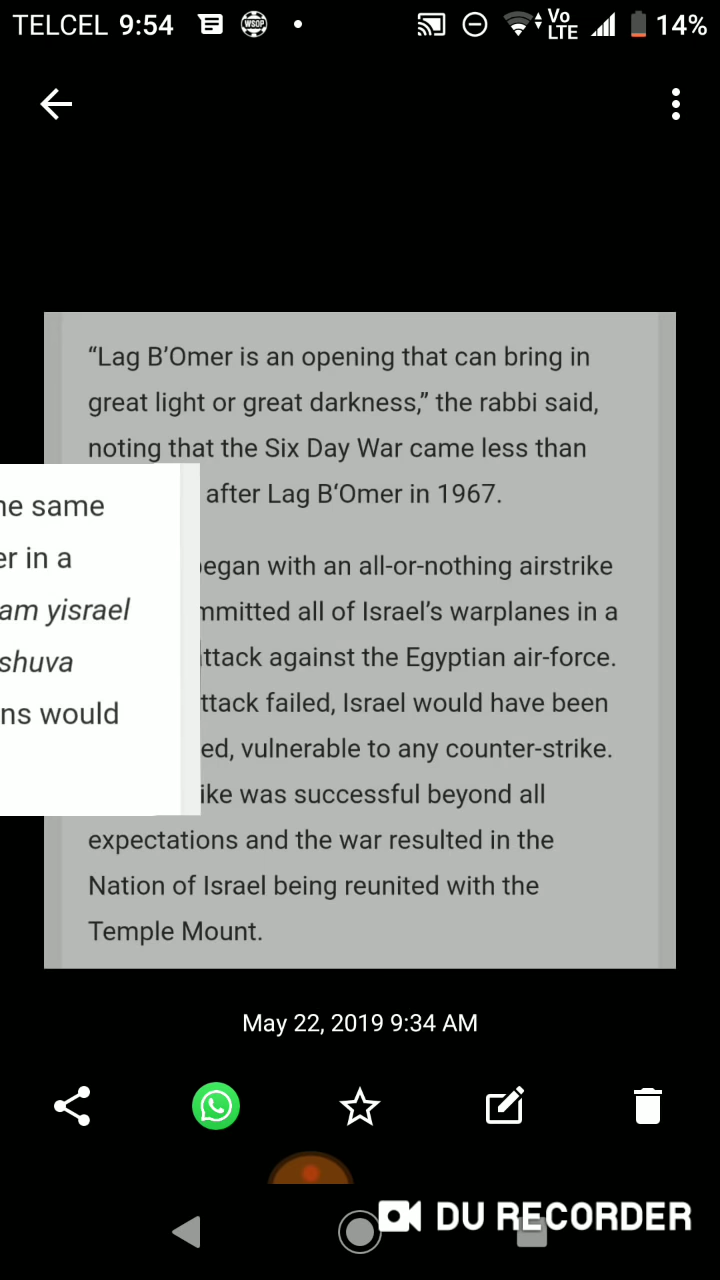 TELCEL 9:54
WSOP
Vo
LTE
14%
“Lag B’Omer is an opening that can bring in
great light or great darkness,” the rabbi said,
noting that the Six Day War came less than
after Lag B‘Omer in 1967.
he same
er in a
am yisrael
shuva
ns would
egan with an all-or-nothing airstrike
mmitted all of Israel’s warplanes in a
ttack against the Egyptian air-force.
ttack failed, Israel would have been
ed, vulnerable to any counter-strike.
ike was successful beyond all
expectations and the war resulted in the
Nation of Israel being reunited with the
Temple Mount.
May 22, 2019 9:34 AM
DU RECORDER